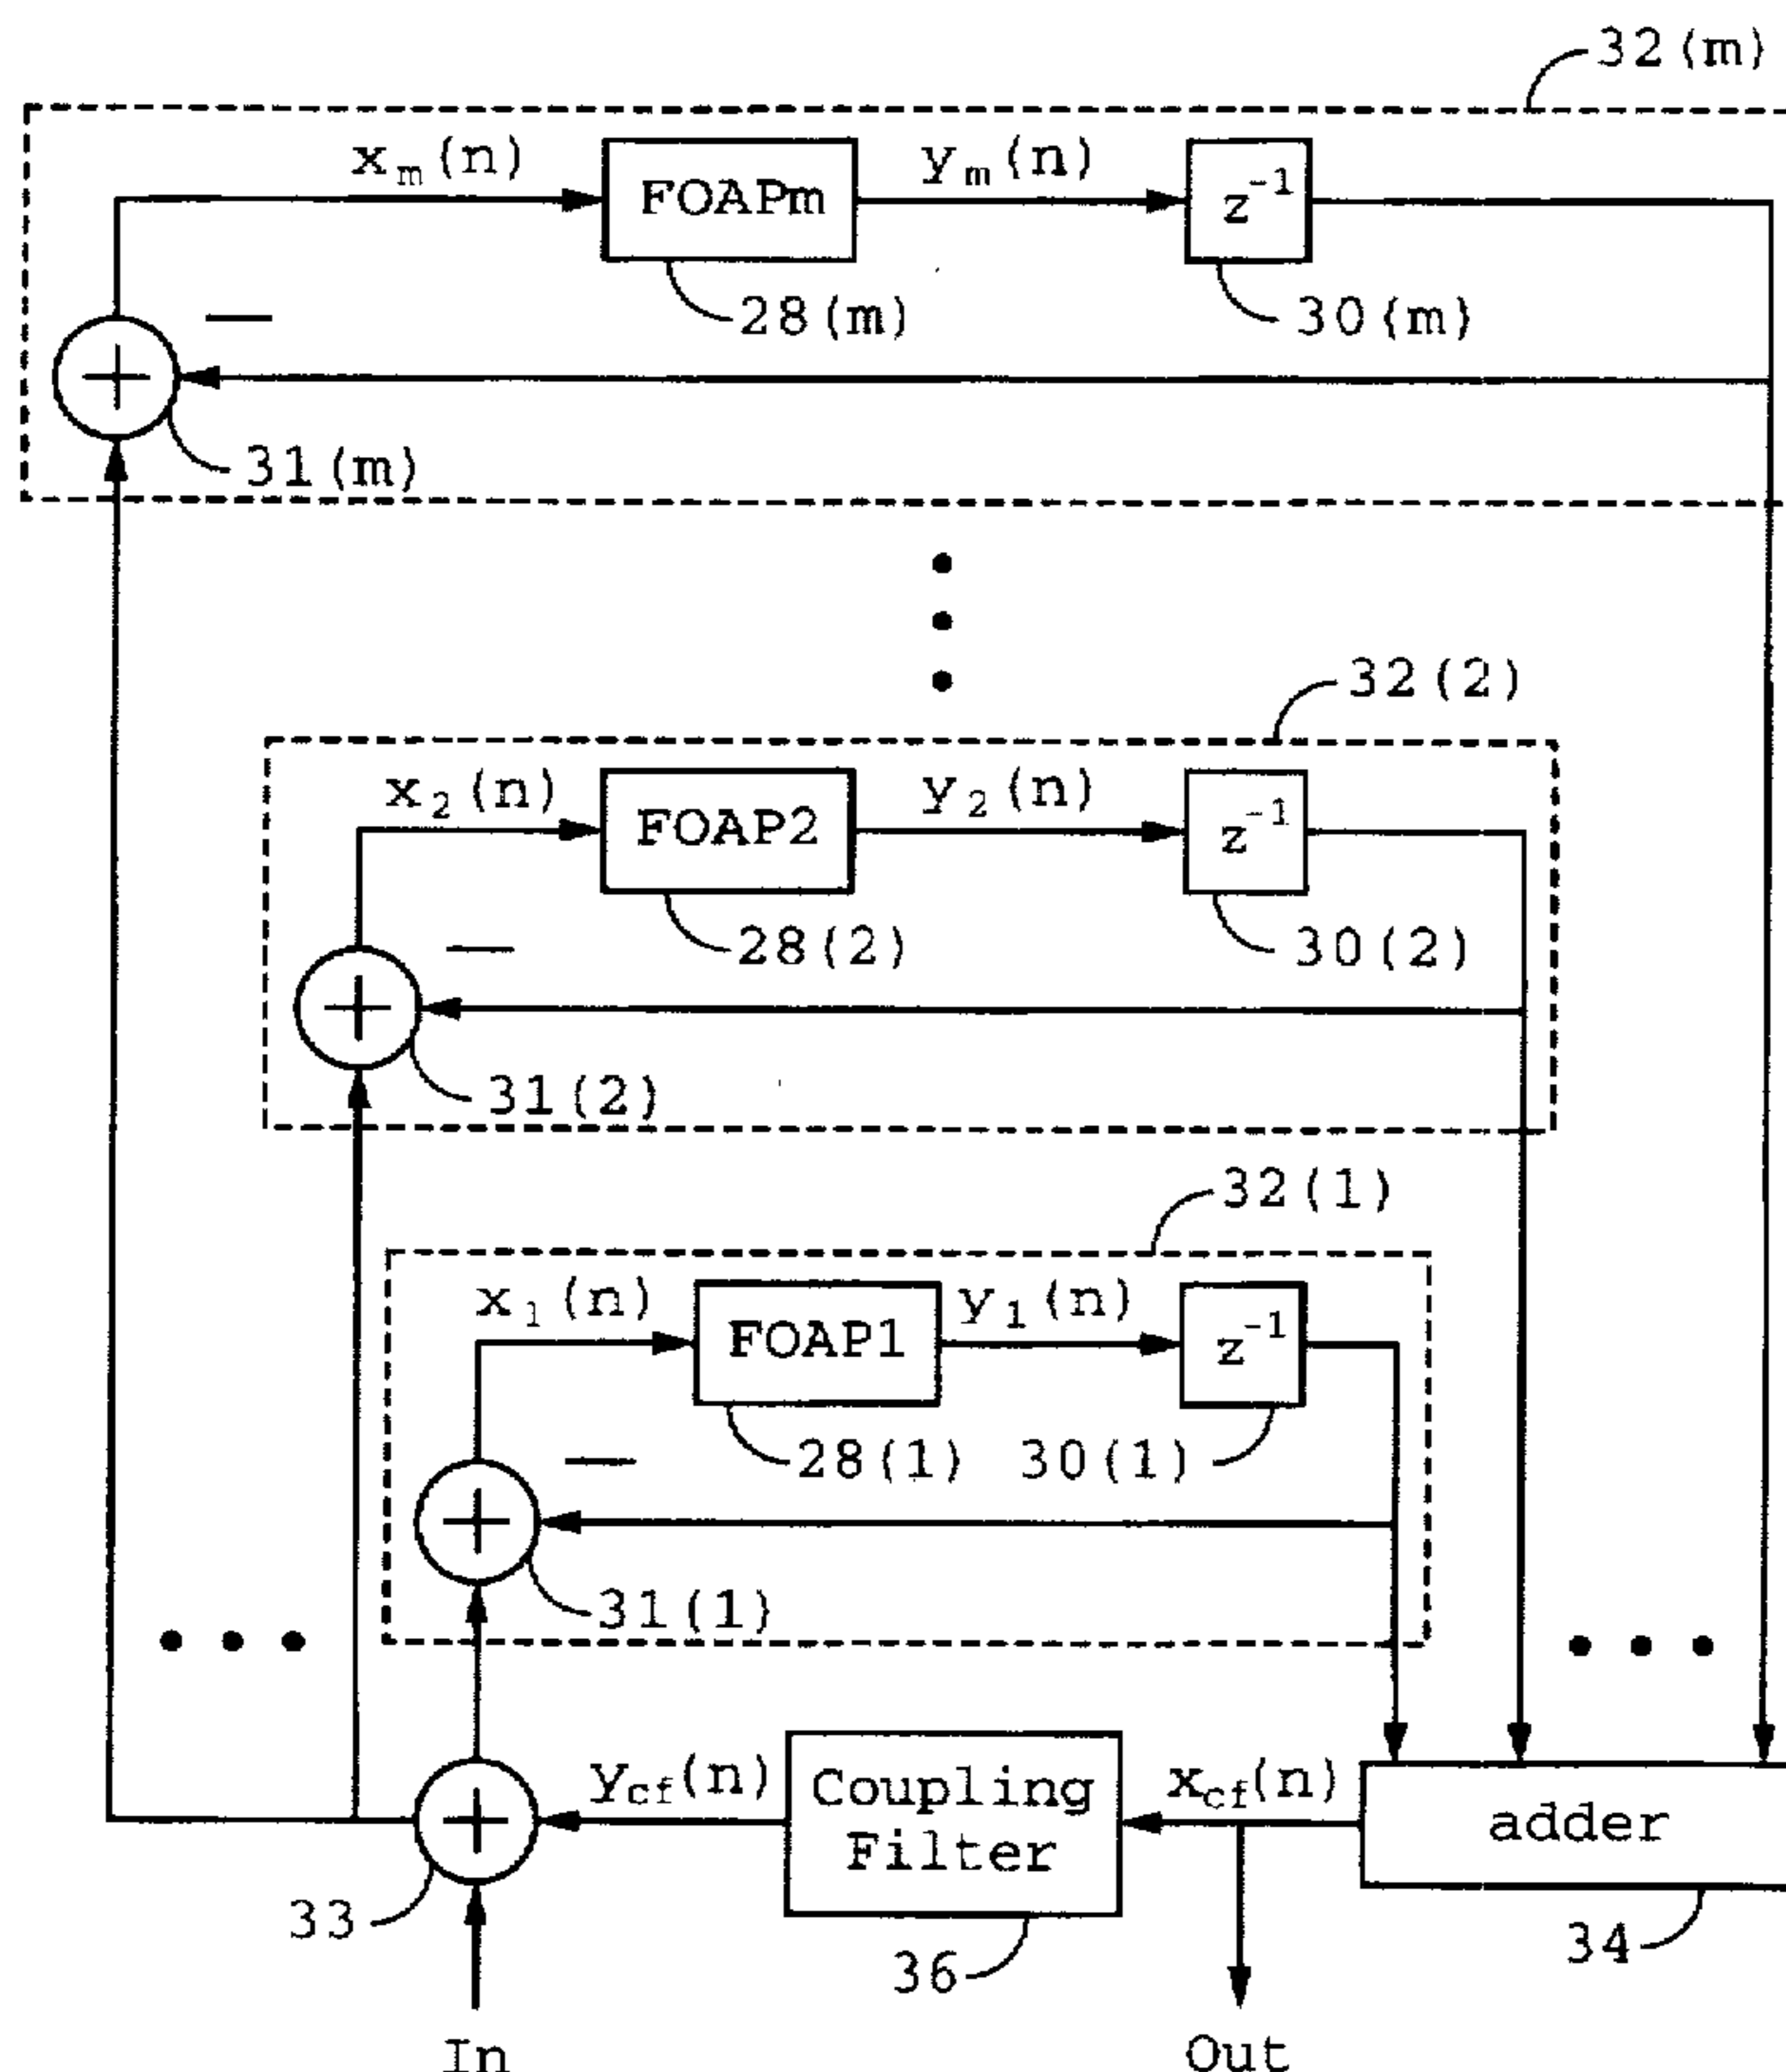 32(m)
xm(n)
FOAPm
ym(n)
z-1
28(m)
30(m)
—
+
31(m)
32(2)
x2(n)
FOAP2
y2(n)
z-1
28(2)
30(2)
—
+
31(2)
32(1)
x1(n)
FOAP1
y1(n)
z-1
28(1)
30(1)
—
+
31(1)
+
ycf(n)
Coupling
Filter
xcf(n)
adder
33
36
34
In
Out